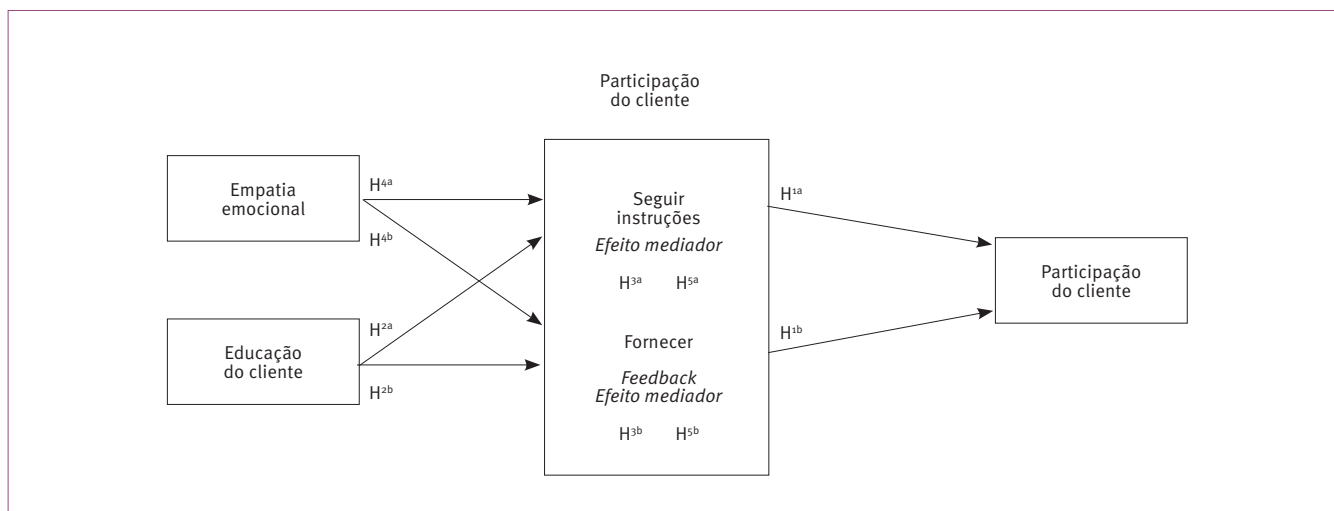 Participação
do cliente
Empatia
emocional
H4a
H4b
Educação
do cliente
H2a
H2b
Seguir
instruções
Efeito mediador
H3a H5a
Fornecer
Feedback
Efeito mediador
H3b H5b
H1a
H1b
Participação
do cliente